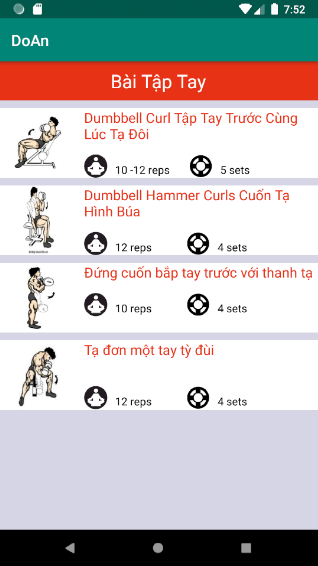 7:52
DoAn
Bài Tập Tay
Dumbbell Curl Tập Tay Trước Cùng
Lúc Tạ Đôi
10 -12 reps 5 sets
Dumbbell Hammer Curls Cuốn Tạ
Hình Búa
12 reps 4 sets
Đứng cuốn bắp tay trước với thanh tạ
10 reps 4 sets
Tạ đơn một tay tỳ đùi
12 reps 4 sets